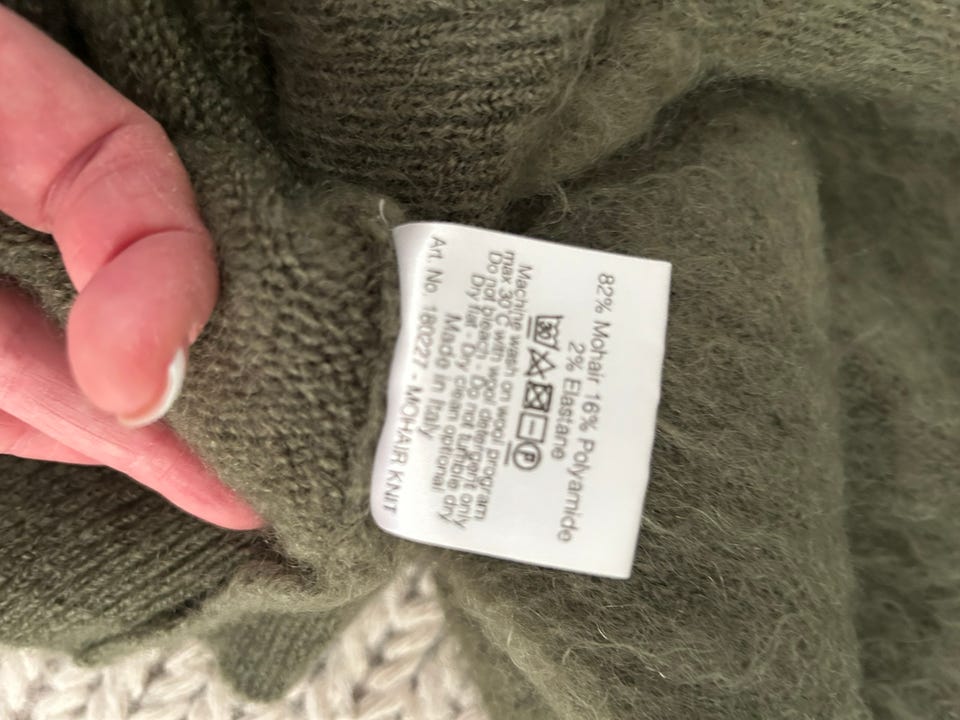 82% Mohair 16% Polyamide
2% Elastane
30 P
Machine wash on wool program
max 30°C with wool detergent only
Do not bleach - Do not tumble dry
Dry flat - Dry clean optional
Made in Italy
Art. No. 180227 - MOHAIR KNIT